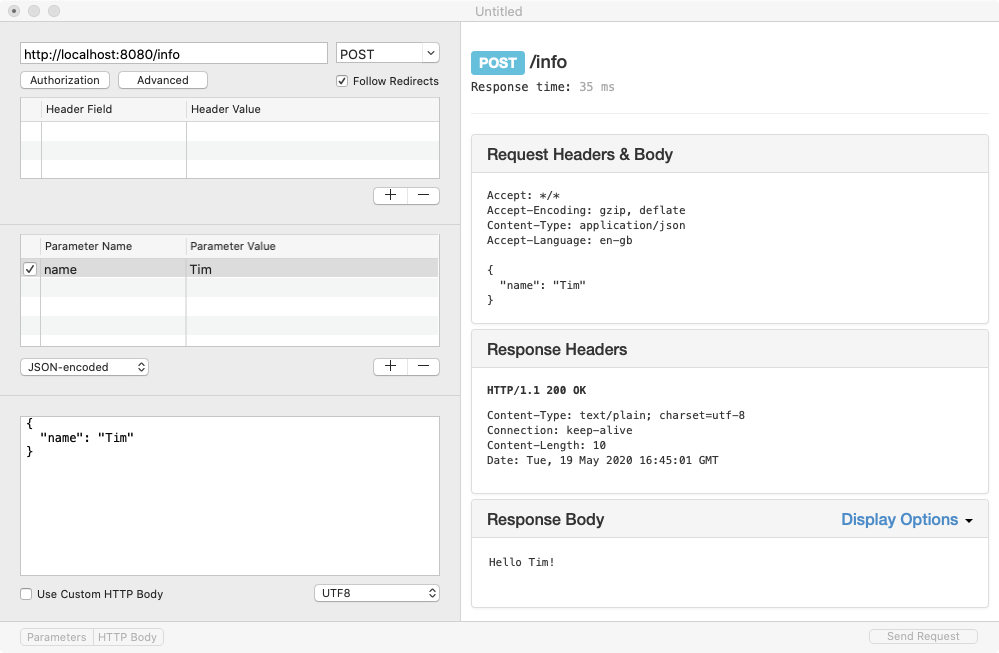 Untitled
http://localhost:8080/info
POST
Authorization
Advanced
Follow Redirects
Header Field
Header Value
+
−
Parameter Name
Parameter Value
name
Tim
JSON-encoded
+
−
{
  "name": "Tim"
}
Use Custom HTTP Body
UTF8
Parameters
HTTP Body
POST /info
Response time: 35 ms
Request Headers & Body
Accept: */*
Accept-Encoding: gzip, deflate
Content-Type: application/json
Accept-Language: en-gb
{
  "name": "Tim"
}
Response Headers
HTTP/1.1 200 OK
Content-Type: text/plain; charset=utf-8
Connection: keep-alive
Content-Length: 10
Date: Tue, 19 May 2020 16:45:01 GMT
Response Body
Display Options
Hello Tim!
Send Request